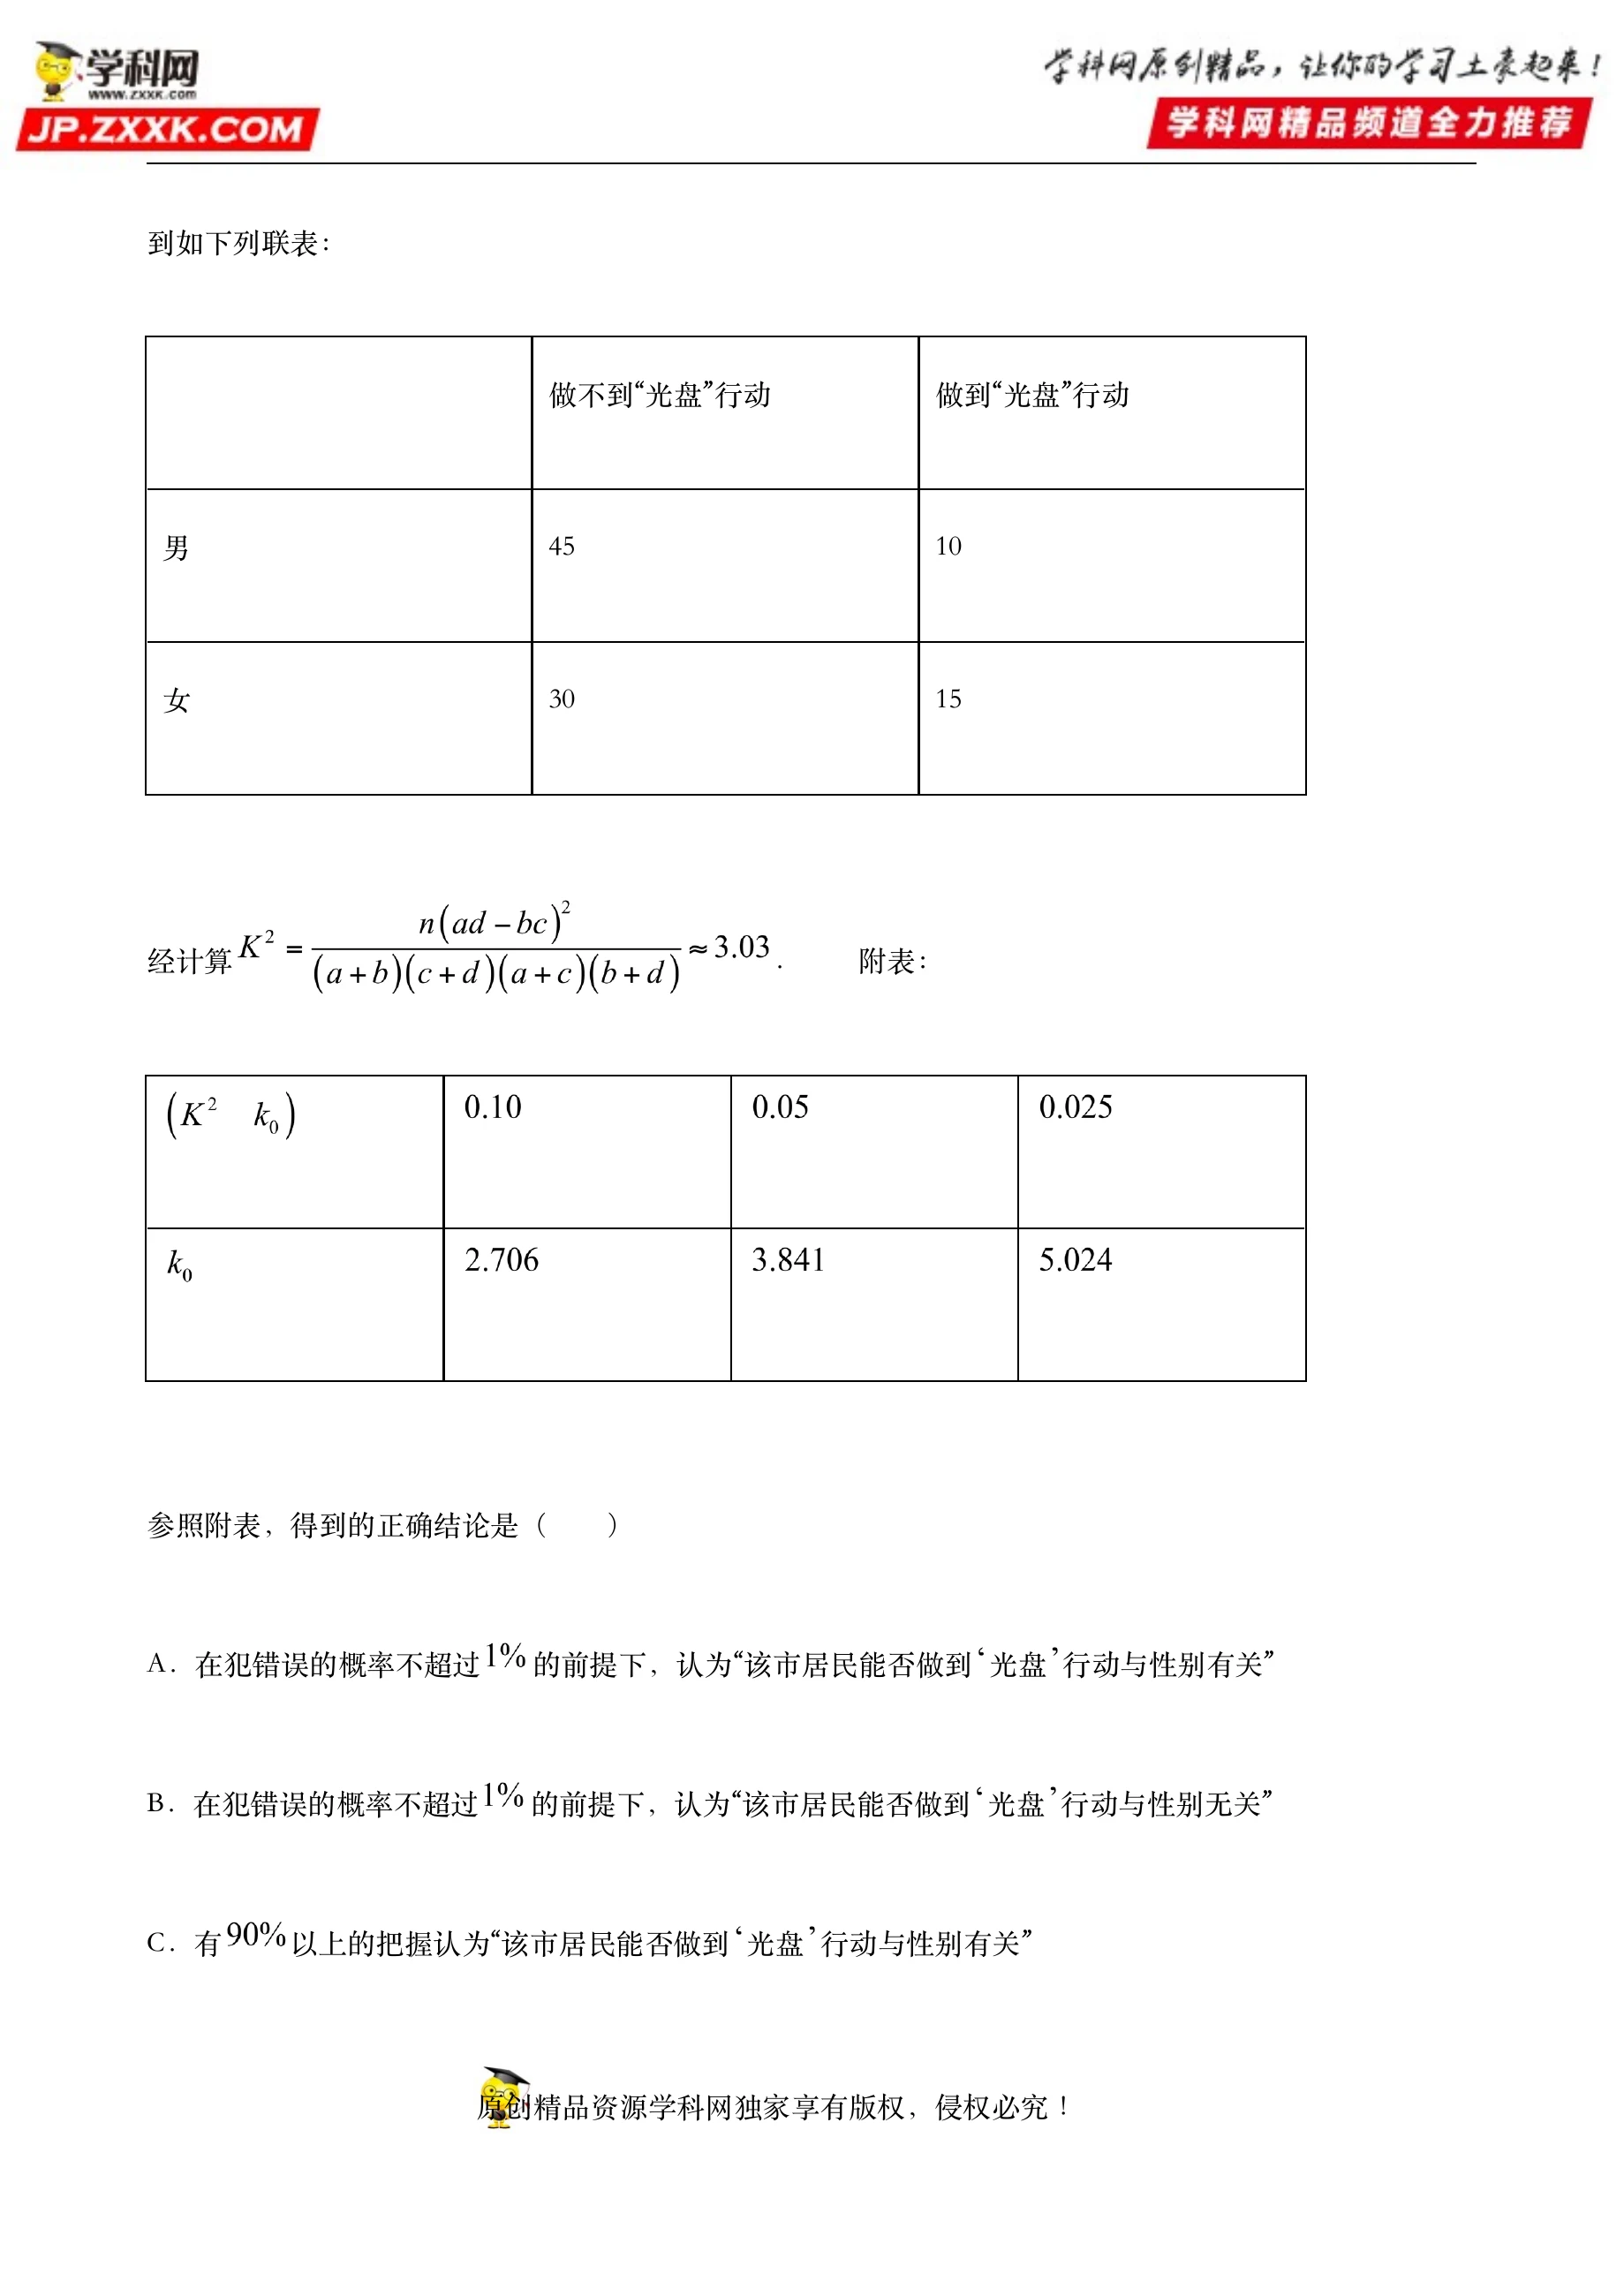 学科网
www.zxxk.com
JP.ZXXK.COM
学科网原创精品，让你的学习土豪起来！
学科网精品频道全力推荐
到如下列联表：
做不到“光盘”行动 做到“光盘”行动
男 45 10
女 30 15
经计算 K² = n(ad − bc)² / (a + b)(c + d)(a + c)(b + d) ≈ 3.03 . 附表：
(K² k₀) 0.10 0.05 0.025
k₀ 2.706 3.841 5.024
参照附表，得到的正确结论是（ ）
A．在犯错误的概率不超过1%的前提下，认为“该市居民能否做到‘光盘’行动与性别有关”
B．在犯错误的概率不超过1%的前提下，认为“该市居民能否做到‘光盘’行动与性别无关”
C．有90%以上的把握认为“该市居民能否做到‘光盘’行动与性别有关”
原创精品资源学科网独家享有版权，侵权必究！